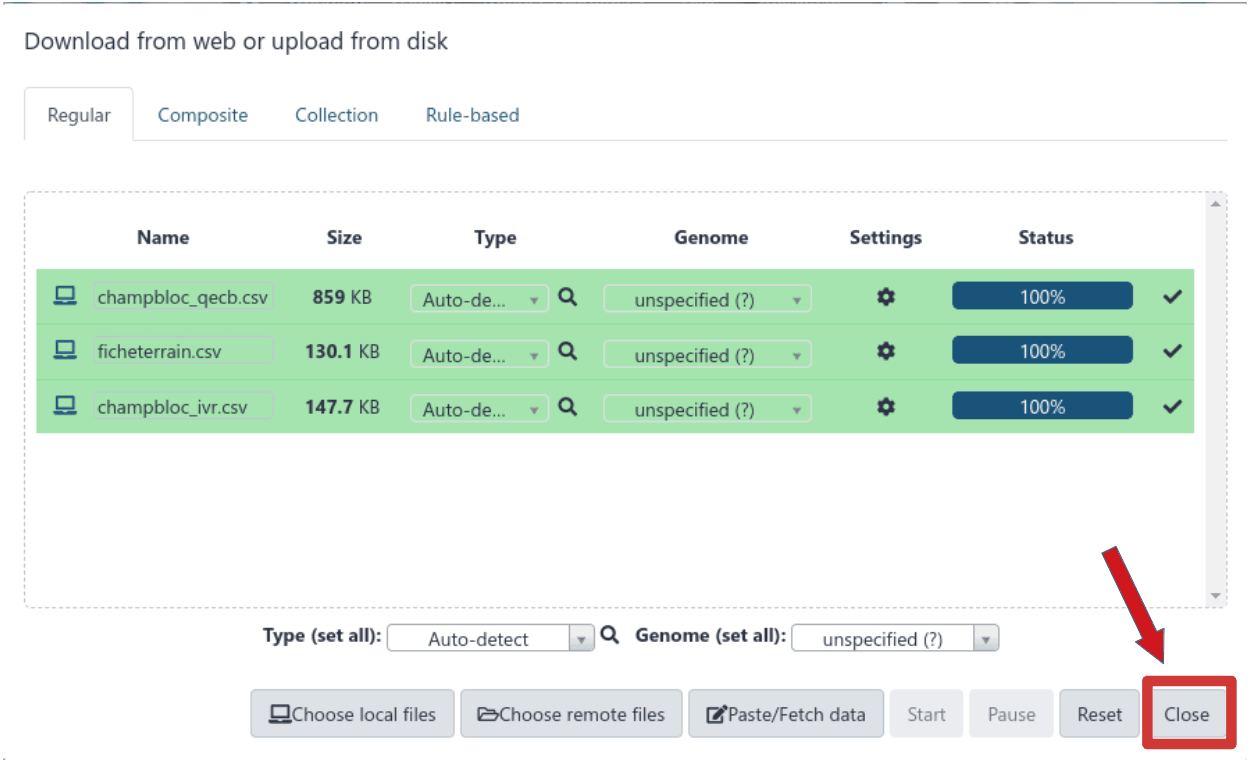 Download from web or upload from disk
Regular Composite Collection Rule-based
Name Size Type Genome Settings Status
champbloc_qecb.csv 859 KB Auto-de... unspecified (?) 100%
ficheterrain.csv 130.1 KB Auto-de... unspecified (?) 100%
champbloc_ivr.csv 147.7 KB Auto-de... unspecified (?) 100%
Type (set all): Auto-detect Genome (set all): unspecified (?)
Choose local files Choose remote files Paste/Fetch data Start Pause Reset Close